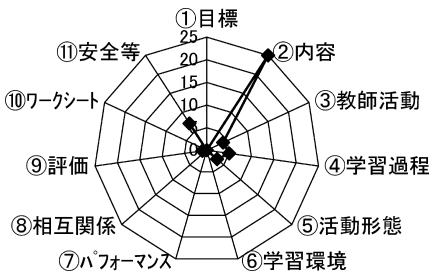 ①目標
②内容
③教師活動
④学習過程
⑤活動形態
⑥学習環境
⑦ﾊﾟﾌｫｰﾏﾝｽ
⑧相互関係
⑨評価
⑩ﾜｰｸｼｰﾄ
⑪安全等
25
20
15
10
5
0